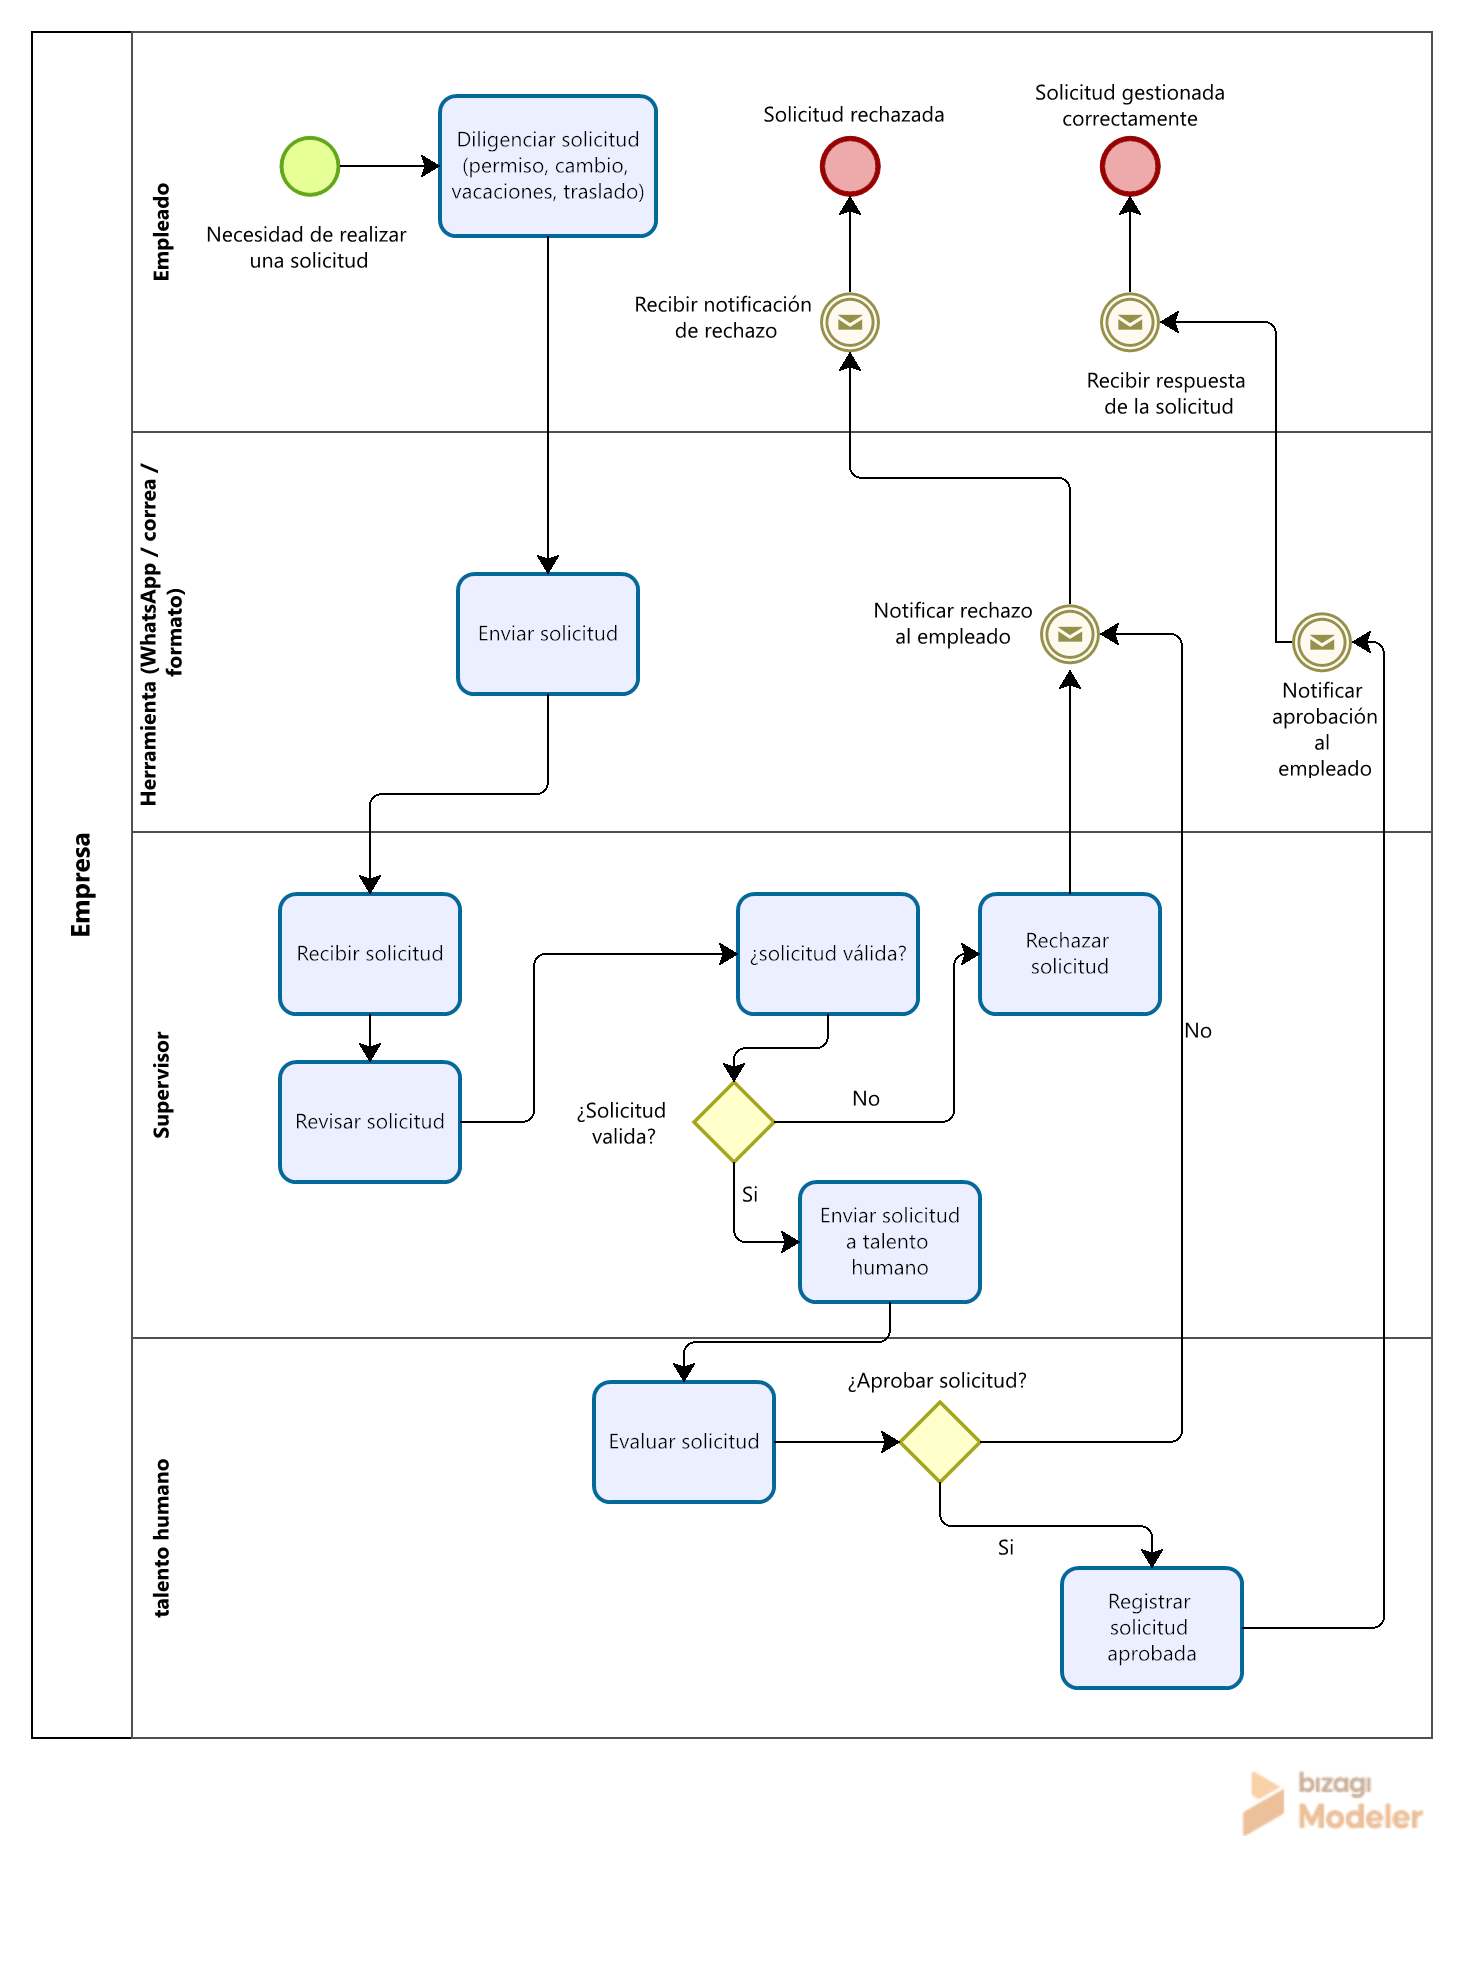 Empresa
Empleado
Necesidad de realizar
una solicitud
Diligenciar solicitud
(permiso, cambio,
vacaciones, traslado)
Solicitud rechazada
Solicitud gestionada
correctamente
Recibir notificación
de rechazo
Recibir respuesta
de la solicitud
Herramienta (WhatsApp / correa /
formato)
Enviar solicitud
Notificar rechazo
al empleado
Notificar
aprobación
al
empleado
Supervisor
Recibir solicitud
¿solicitud válida?
Rechazar
solicitud
No
Revisar solicitud
¿Solicitud
valida?
No
Si
Enviar solicitud
a talento
humano
talento humano
¿Aprobar solicitud?
Evaluar solicitud
Si
Registrar
solicitud
aprobada
bizagi
Modeler